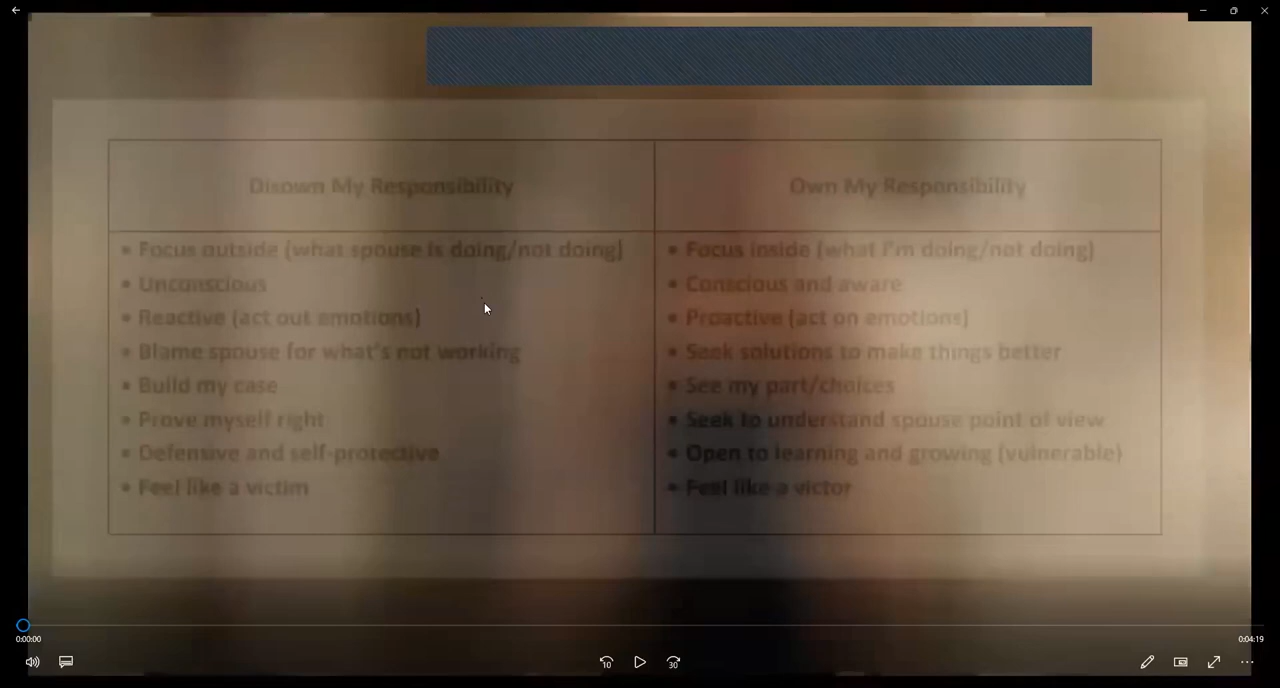 Disown My Responsibility
Own My Responsibility
• Focus outside (what spouse is doing/not doing)
• Unconscious
• Reactive (act out emotions)
• Blame spouse for what's not working
• Build my case
• Prove myself right
• Defensive and self-protective
• Feel like a victim
• Focus inside (what I'm doing/not doing)
• Conscious and aware
• Proactive (act on emotions)
• Seek solutions to make things better
• See my part/choices
• Seek to understand spouse point of view
• Open to learning and growing (vulnerable)
• Feel like a victor
0:00:00
0:04:19
10
30